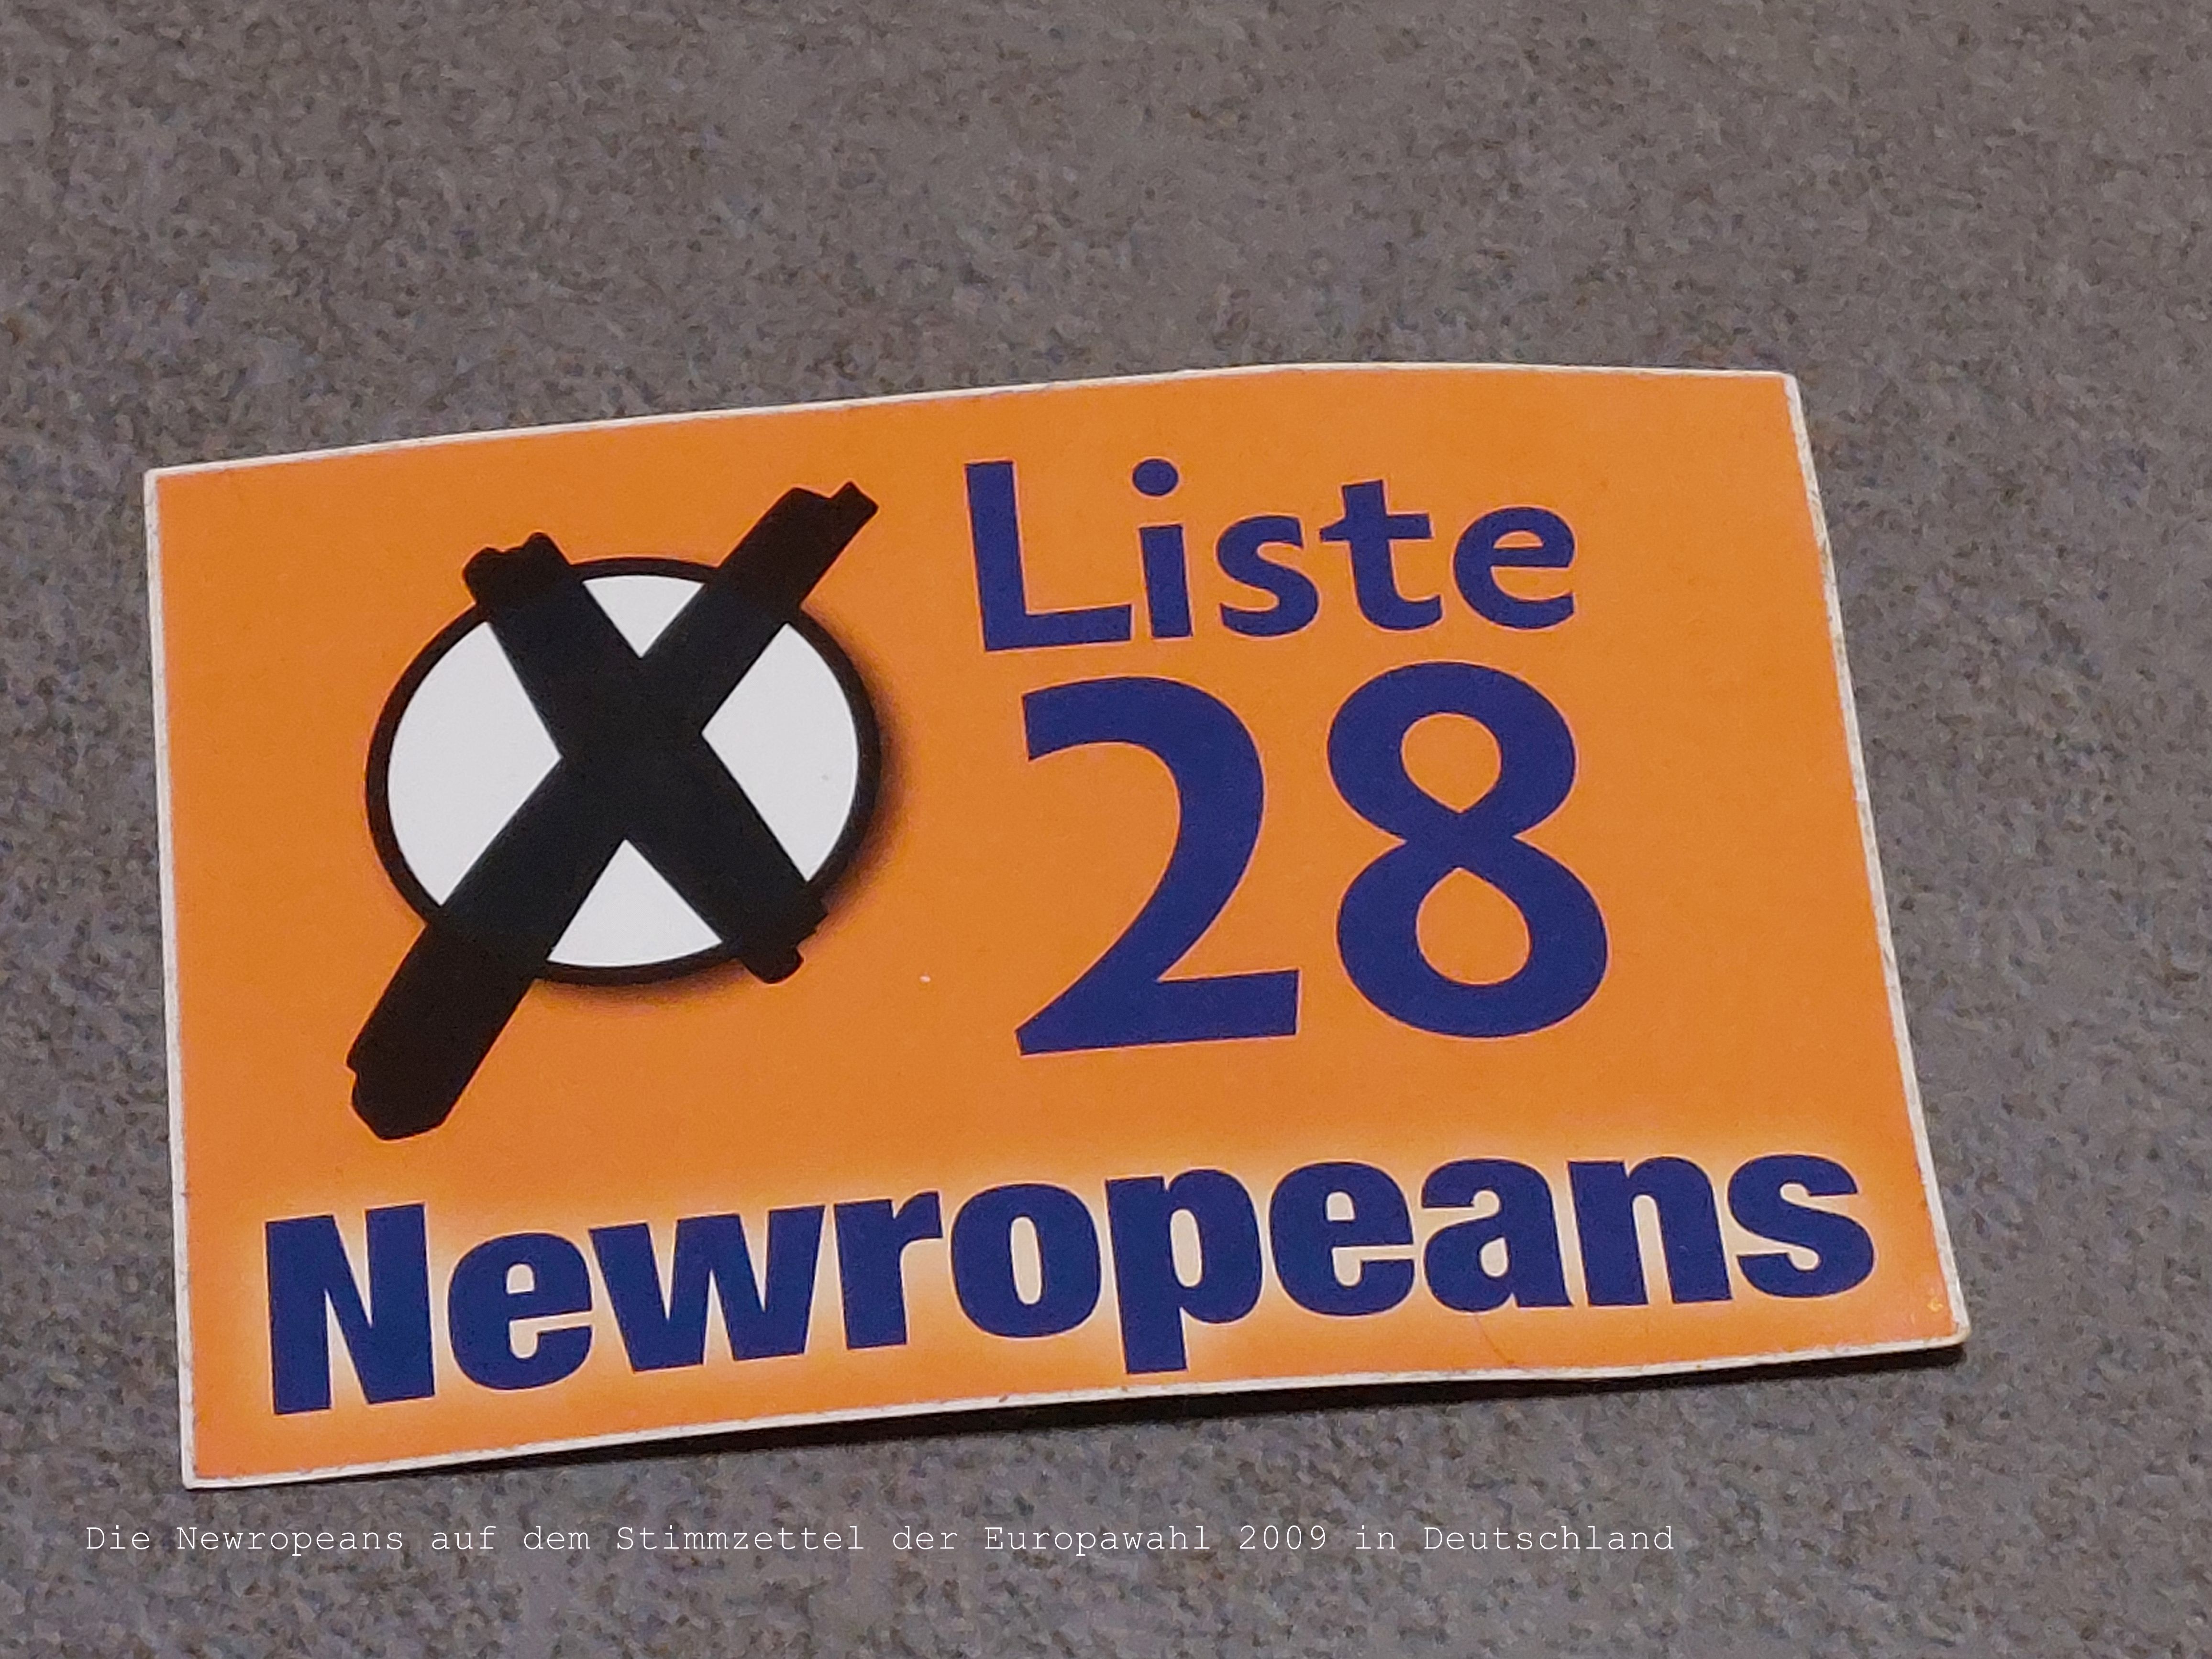 Liste
28
Newropeans
Die Newropeans auf dem Stimmzettel der Europawahl 2009 in Deutschland